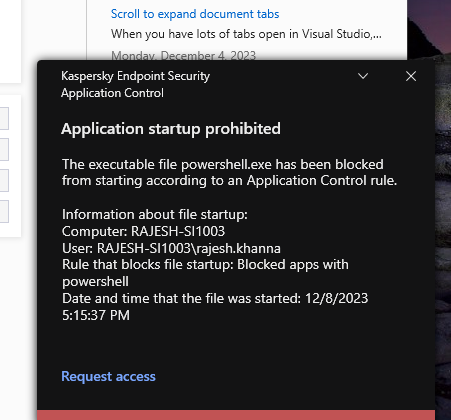 Scroll to expand document tabs
When you have lots of tabs open in Visual Studio,...
Monday, December 4, 2023
Kaspersky Endpoint Security
Application Control
Application startup prohibited
The executable file powershell.exe has been blocked
from starting according to an Application Control rule.
Information about file startup:
Computer: RAJESH-SI1003
User: RAJESH-SI1003\rajesh.khanna
Rule that blocks file startup: Blocked apps with
powershell
Date and time that the file was started: 12/8/2023
5:15:37 PM
Request access